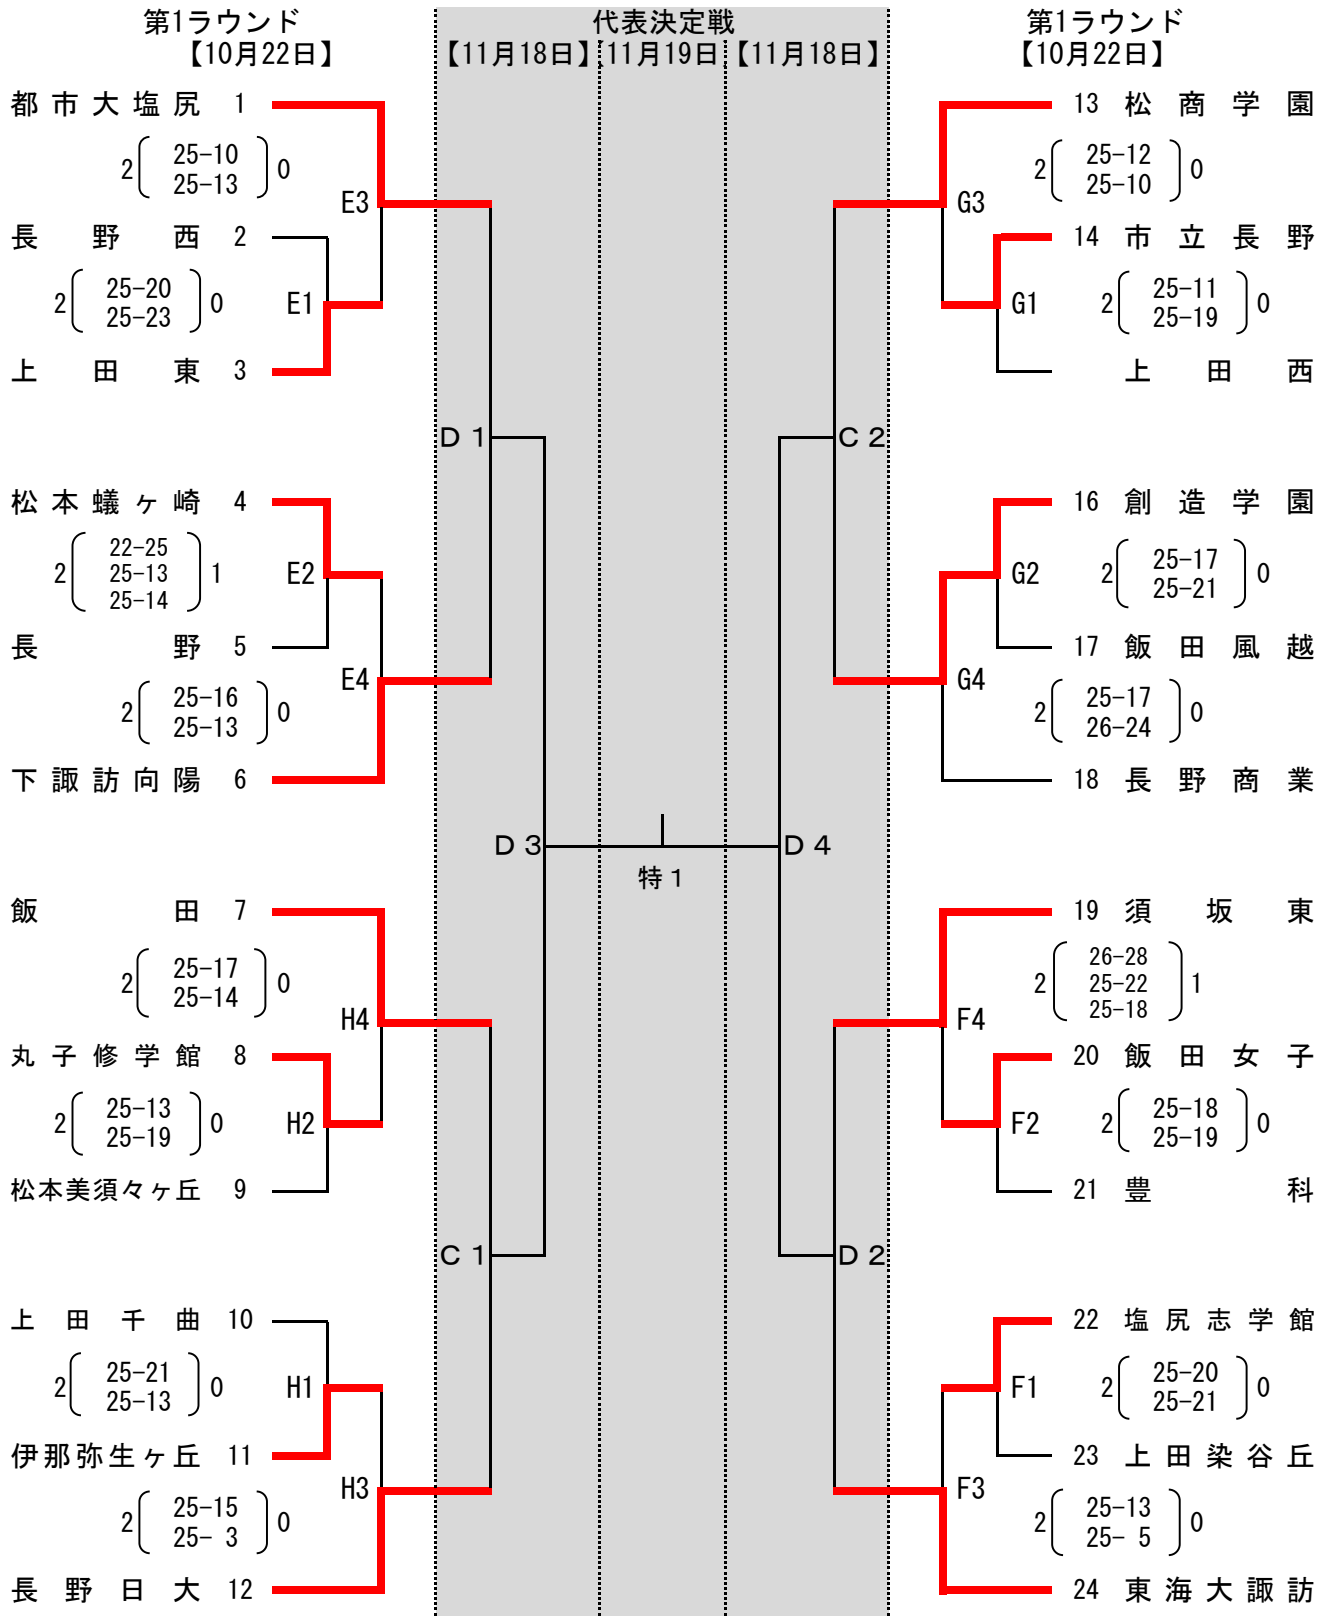 第1ラウンド
【10月22日】
代表決定戦
【11月18日】
11月19日
【11月18日】
第1ラウンド
【10月22日】
都市大塩尻 1
2 25-10 0
25-13
E3
長野西 2
2 25-20 0
25-23
E1
上田東 3
D1
松本蟻ヶ崎 4
22-25
2 25-13 1
25-14
E2
長野 5
E4
2 25-16 0
25-13
下諏訪向陽 6
D3
飯田 7
2 25-17 0
25-14
H4
丸子修学館 8
2 25-13 0
25-19
H2
松本美須々ヶ丘 9
C1
上田千曲 10
2 25-21 0
25-13
H1
伊那弥生ヶ丘 11
H3
2 25-15 0
25- 3
長野日大 12
特1
13 松商学園
2 25-12 0
25-10
G3
14 市立長野
2 25-11 0
25-19
G1
上田西
C2
16 創造学園
2 25-17 0
25-21
G2
17 飯田風越
G4
2 25-17 0
26-24
18 長野商業
D4
19 須坂東
26-28
2 25-22 1
25-18
F4
20 飯田女子
2 25-18 0
25-19
F2
21 豊科
D2
22 塩尻志学館
2 25-20 0
25-21
F1
23 上田染谷丘
F3
2 25-13 0
25- 5
24 東海大諏訪